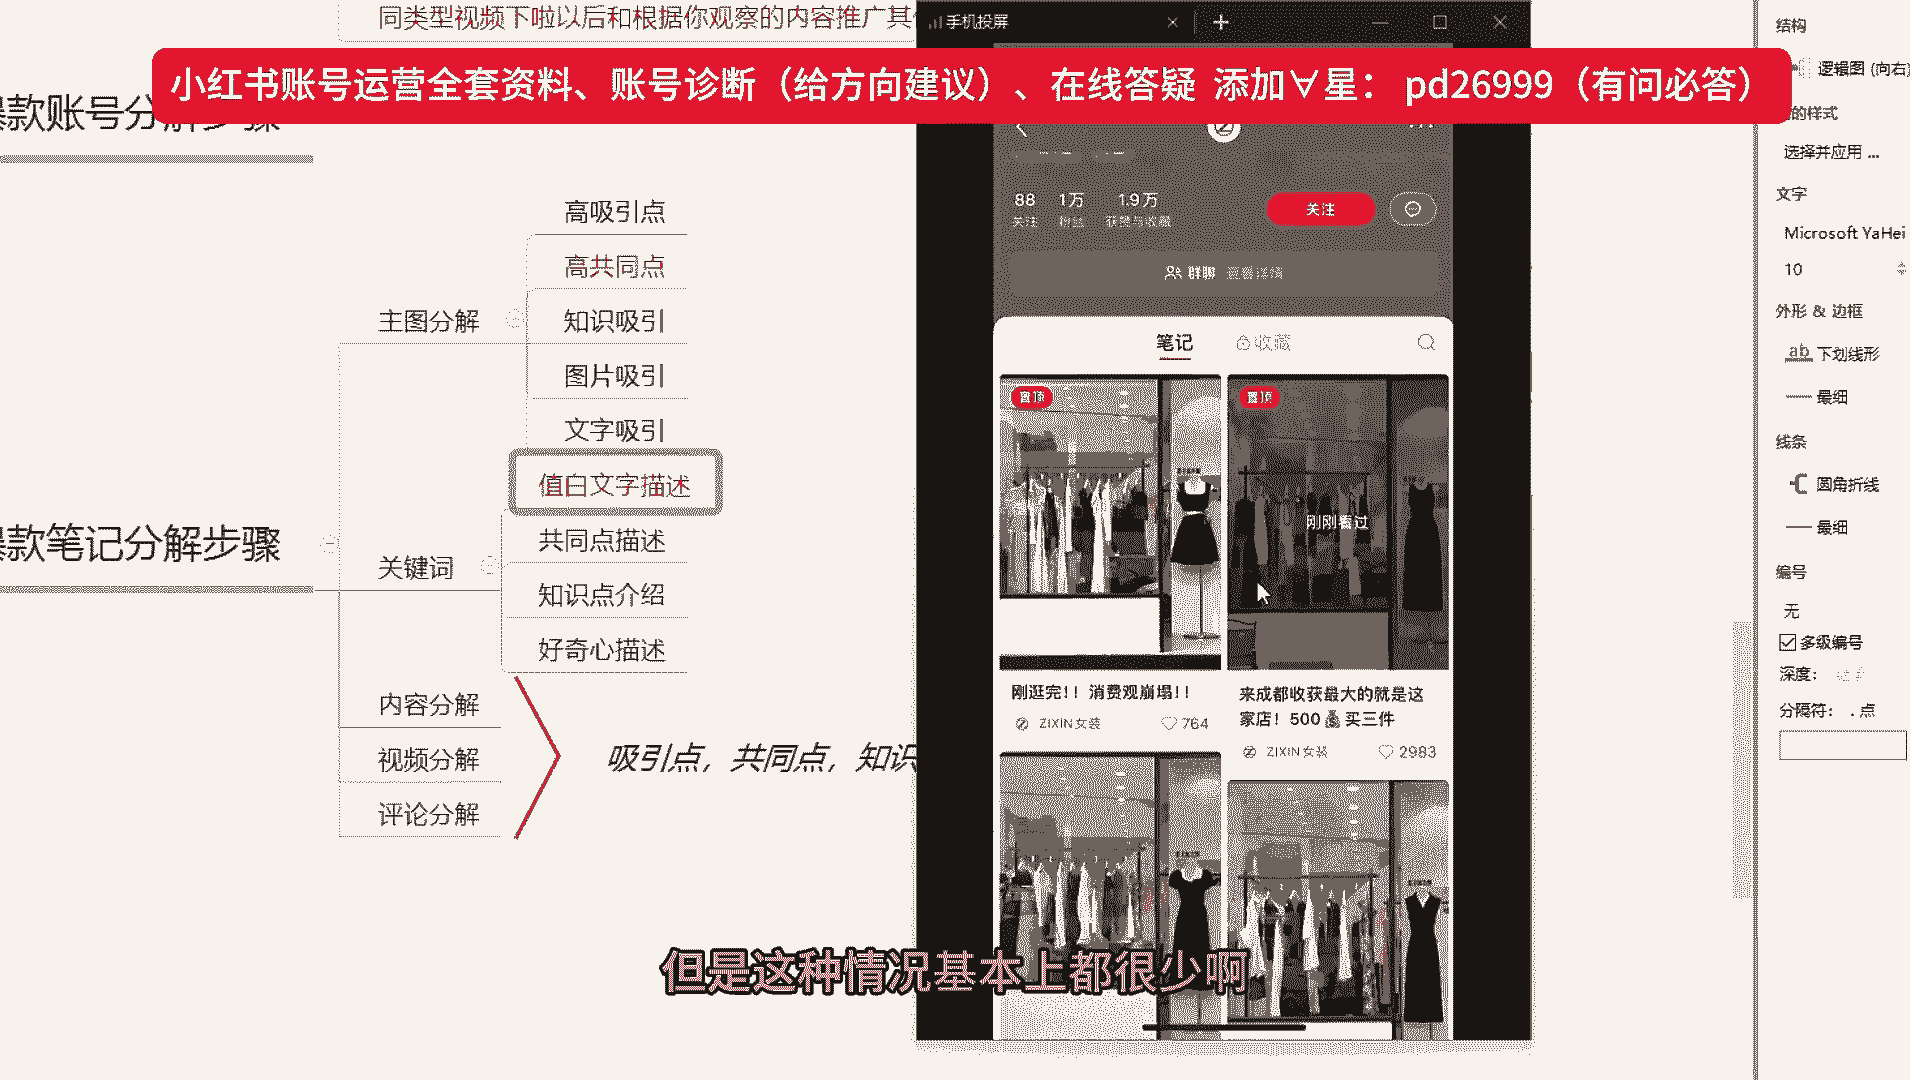 同类型视频下啦以后和根据你观察的内容推广其
手机投屏
结构
小红书账号运营全套资料、账号诊断（给方向建议）、在线答疑 添加∀星： pd26999（有问必答）
逻辑图 (向右)
款账号分解步骤
的样式
选择并应用 ...
文字
Microsoft YaHei
10
外形 & 边框
ab 下划线形
最细
线条
圆角折线
最细
编号
无
多级编号
深度：
分隔符： . 点
高吸引点
高共同点
主图分解
知识吸引
图片吸引
文字吸引
值白文字描述
款笔记分解步骤
共同点描述
关键词
知识点介绍
好奇心描述
内容分解
视频分解
评论分解
吸引点，共同点，知识
88 1万 1.9万
关注 粉丝 获赞与收藏
关注
群聊 查看详情
笔记 收藏
置顶
置顶
刚刚看过
刚逛完！！消费观崩塌！！
ZIXIN女装 764
来成都收获最大的就是这
家店！500💰买三件
ZIXIN女装 2983
但是这种情况基本上都很少啊